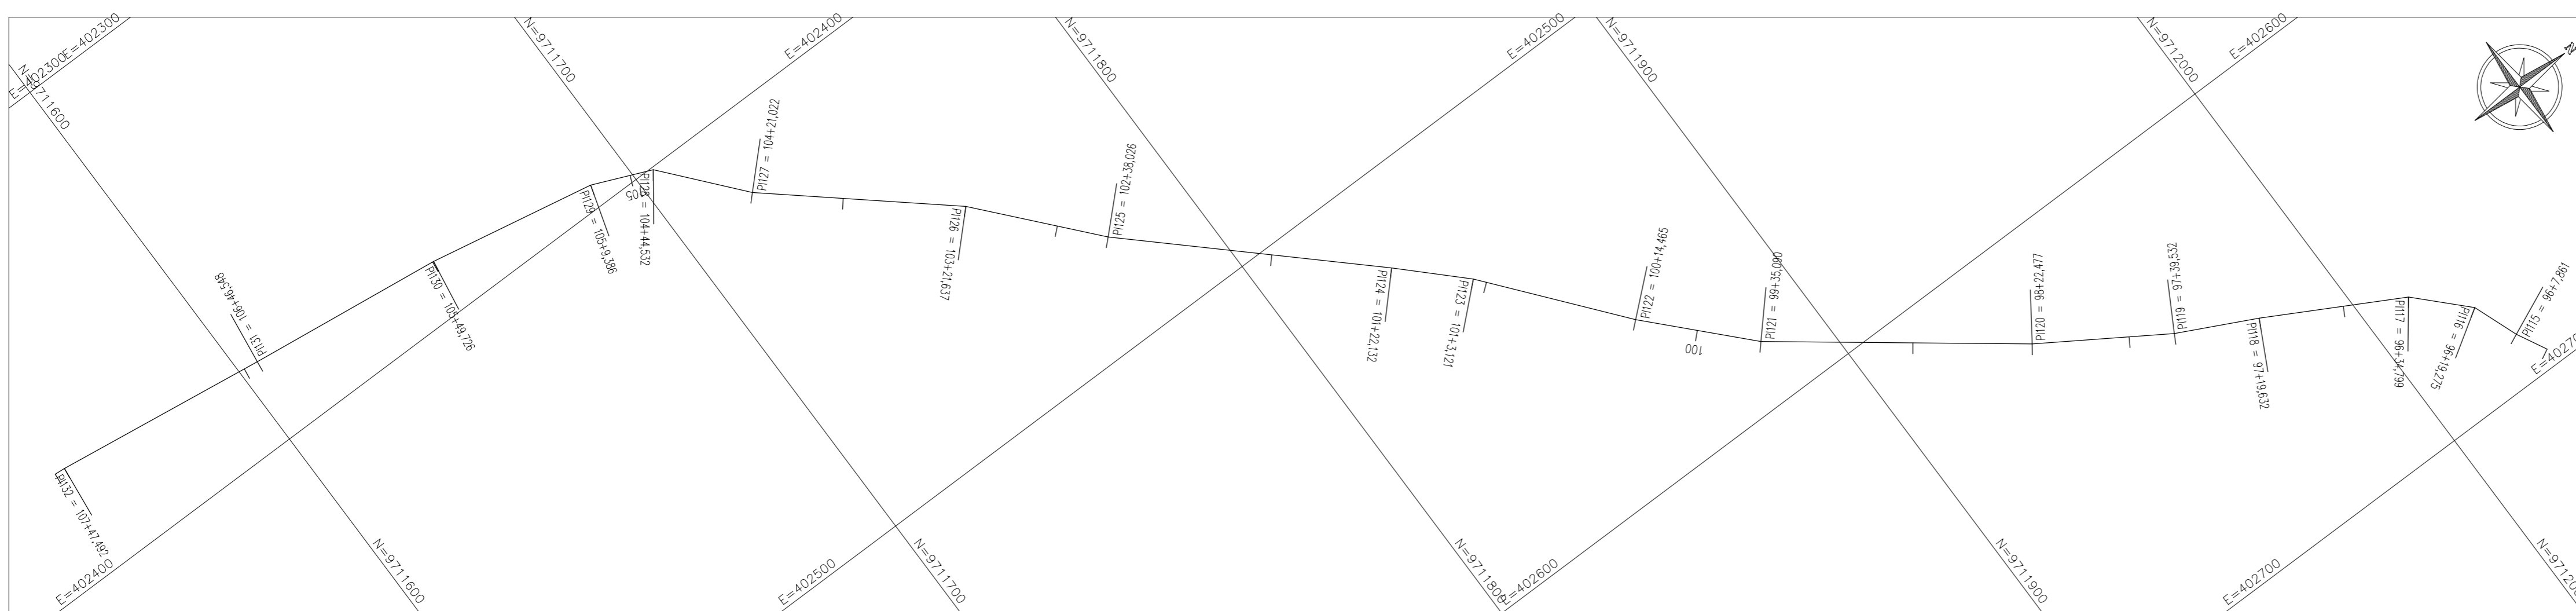 E=402300
E=402300
E=402400
E=402500
E=402600
N=9711600
N=9711700
N=9711800
N=9711900
N=9712000
N
PI132 = 107+47,492
PI131 = 106+46,548
PI130 = 105+49,726
PI129 = 105+9,386
105
PI128 = 104+44,532
PI127 = 104+21,022
PI126 = 103+21,637
PI125 = 102+38,026
PI124 = 101+22,132
PI123 = 101+3,121
PI122 = 100+14,465
100
PI121 = 99+35,090
PI120 = 98+22,477
PI119 = 97+39,532
PI118 = 97+19,632
PI117 = 96+34,799
PI116 = 96+19,275
PI115 = 96+7,861
E=40270
E=402400
N=9711600
E=402500
N=9711700
N=9711800
E=402600
N=9711900
E=402700
N=971200